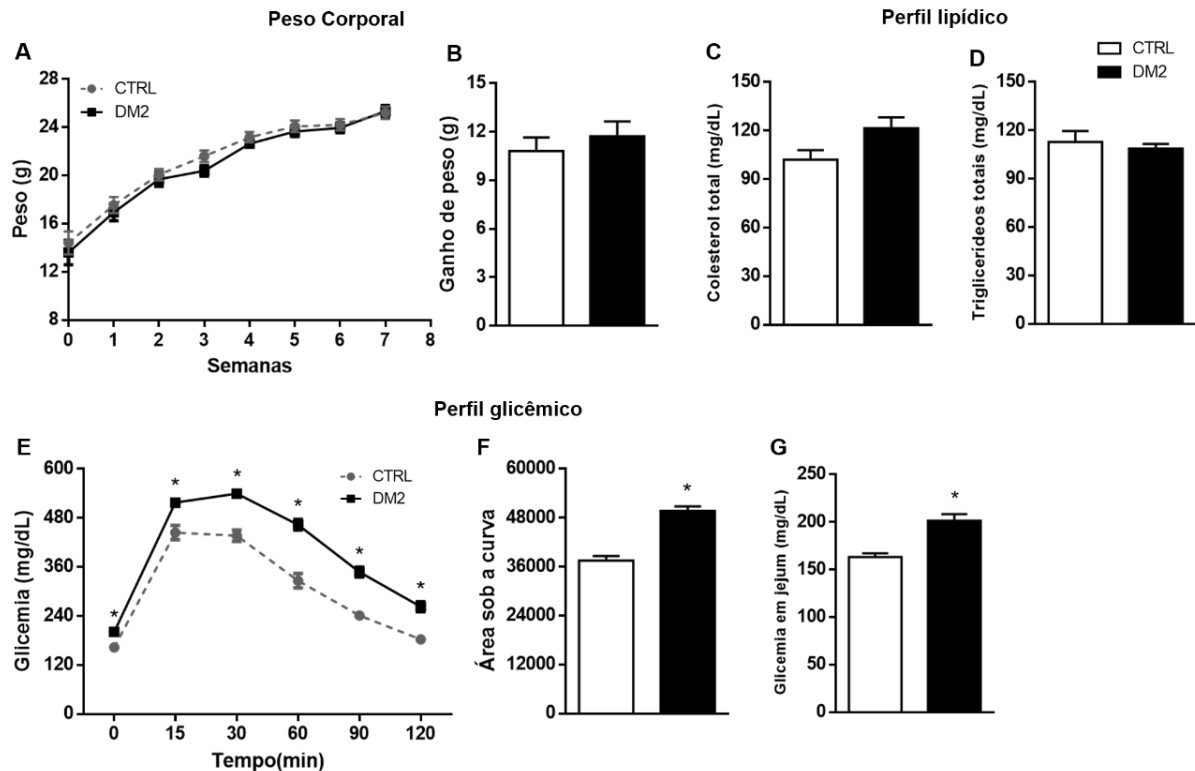 Peso Corporal
Perfil lipídico
A
CTRL
DM2
Peso (g)
28
24
20
16
12
8
0 1 2 3 4 5 6 7 8
Semanas
B
Ganho de peso (g)
15
12
9
6
3
0
C
Colesterol total (mg/dL)
150
120
90
60
30
0
D
CTRL
DM2
Triglicerídeos totais (mg/dL)
150
120
90
60
30
0
Perfil glicêmico
E
CTRL
DM2
Glicemia (mg/dL)
600
480
360
240
120
0
* * * * * *
0 15 30 60 90 120
Tempo(min)
F
Área sob a curva
60000
48000
36000
24000
12000
0
*
G
Glicemia em jejum (mg/dL)
250
200
150
100
50
0
*